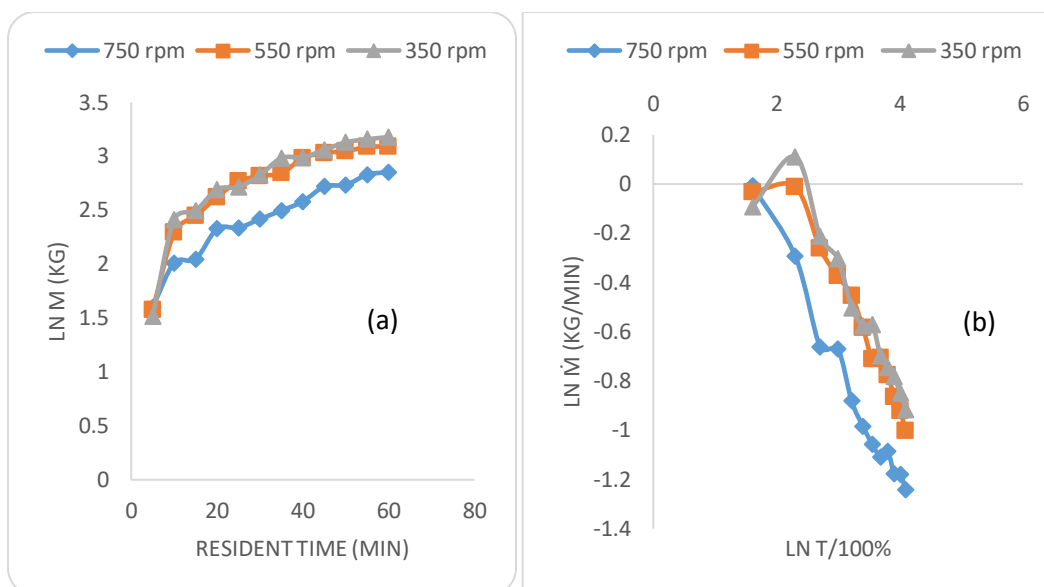 750 rpm 550 rpm 350 rpm
3.5
3
2.5
2
1.5
1
0.5
0
0 20 40 60 80
LN M (KG)
RESIDENT TIME (MIN)
(a)
750 rpm 550 rpm 350 rpm
0 2 4 6
0.2
0
-0.2
-0.4
-0.6
-0.8
-1
-1.2
-1.4
LN Ṁ (KG/MIN)
LN T/100%
(b)